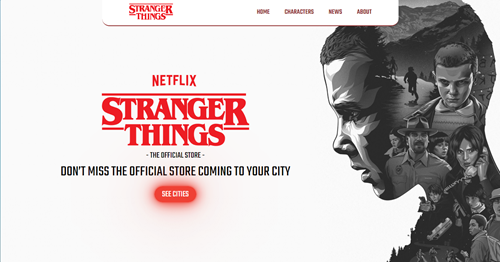 STRANGER THINGS
HOME CHARACTERS NEWS ABOUT
NETFLIX
STRANGER
THINGS
- THE OFFICIAL STORE -
DON'T MISS THE OFFICIAL STORE COMING TO YOUR CITY
SEE CITIES